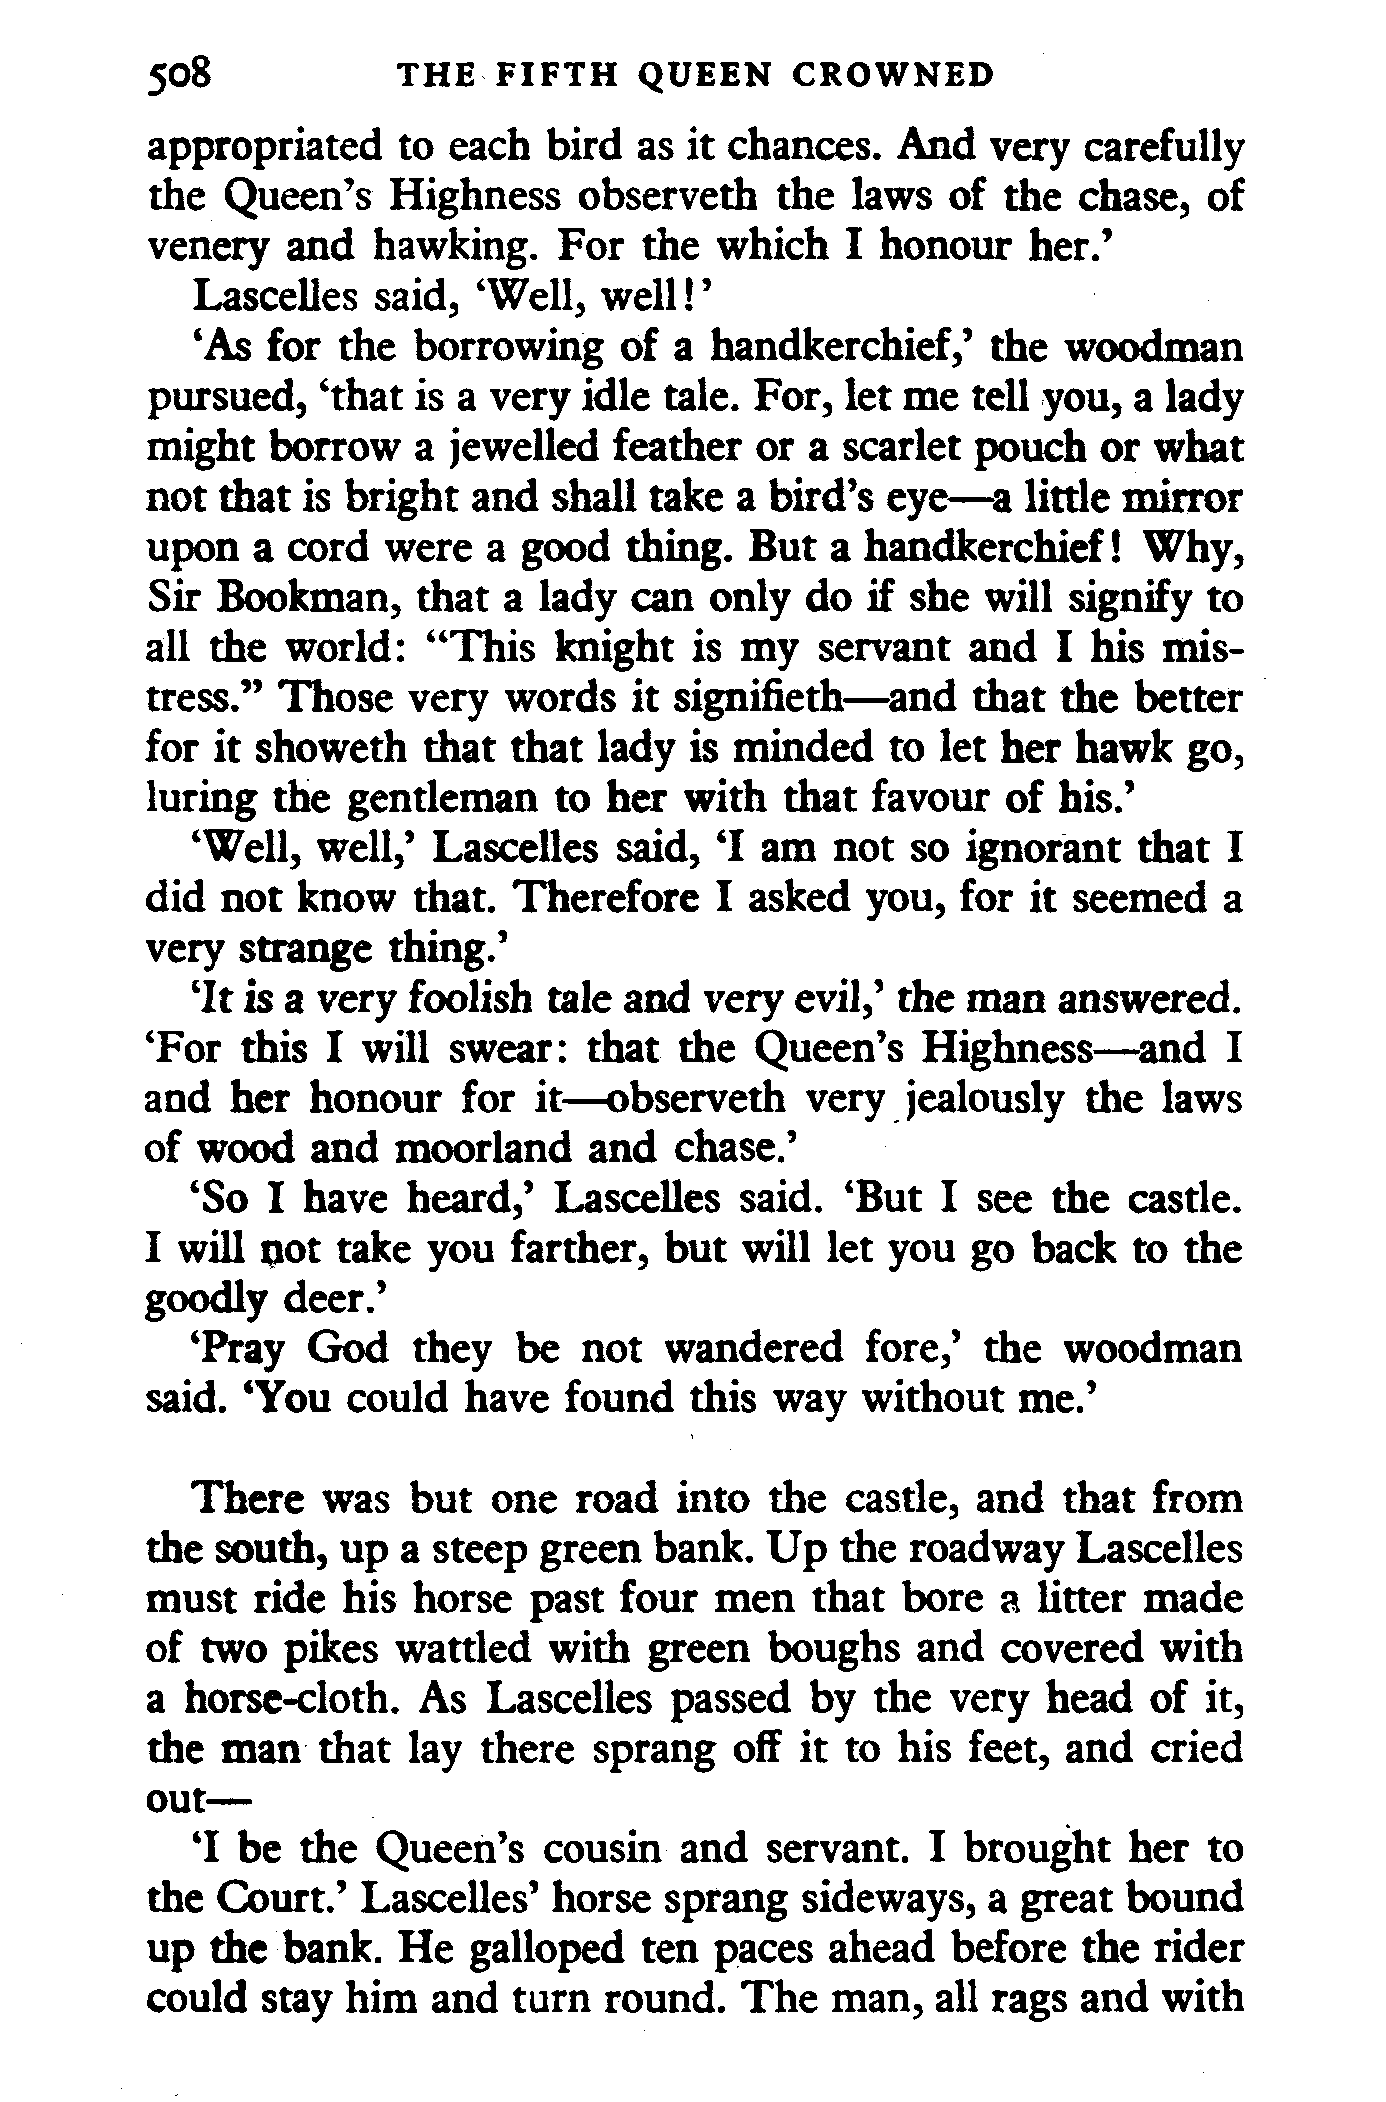 508 THE FIFTH QUEEN CROWNED
appropriated to each bird as it chances. And very carefully
the Queen's Highness observeth the laws of the chase, of
venery and hawking. For the which I honour her.'
Lascelles said, 'Well, well!'
'As for the borrowing of a handkerchief,' the woodman
pursued, 'that is a very idle tale. For, let me tell you, a lady
might borrow a jewelled feather or a scarlet pouch or what
not that is bright and shall take a bird's eye—a little mirror
upon a cord were a good thing. But a handkerchief! Why,
Sir Bookman, that a lady can only do if she will signify to
all the world: "This knight is my servant and I his mis-
tress." Those very words it signifieth—and that the better
for it showeth that that lady is minded to let her hawk go,
luring the gentleman to her with that favour of his.'
'Well, well,' Lascelles said, 'I am not so ignorant that I
did not know that. Therefore I asked you, for it seemed a
very strange thing.'
'It is a very foolish tale and very evil,' the man answered.
'For this I will swear: that the Queen's Highness—and I
and her honour for it—observeth very jealously the laws
of wood and moorland and chase.'
'So I have heard,' Lascelles said. 'But I see the castle.
I will not take you farther, but will let you go back to the
goodly deer.'
'Pray God they be not wandered fore,' the woodman
said. 'You could have found this way without me.'
There was but one road into the castle, and that from
the south, up a steep green bank. Up the roadway Lascelles
must ride his horse past four men that bore a litter made
of two pikes wattled with green boughs and covered with
a horse-cloth. As Lascelles passed by the very head of it,
the man that lay there sprang off it to his feet, and cried
out—
'I be the Queen's cousin and servant. I brought her to
the Court.' Lascelles' horse sprang sideways, a great bound
up the bank. He galloped ten paces ahead before the rider
could stay him and turn round. The man, all rags and with